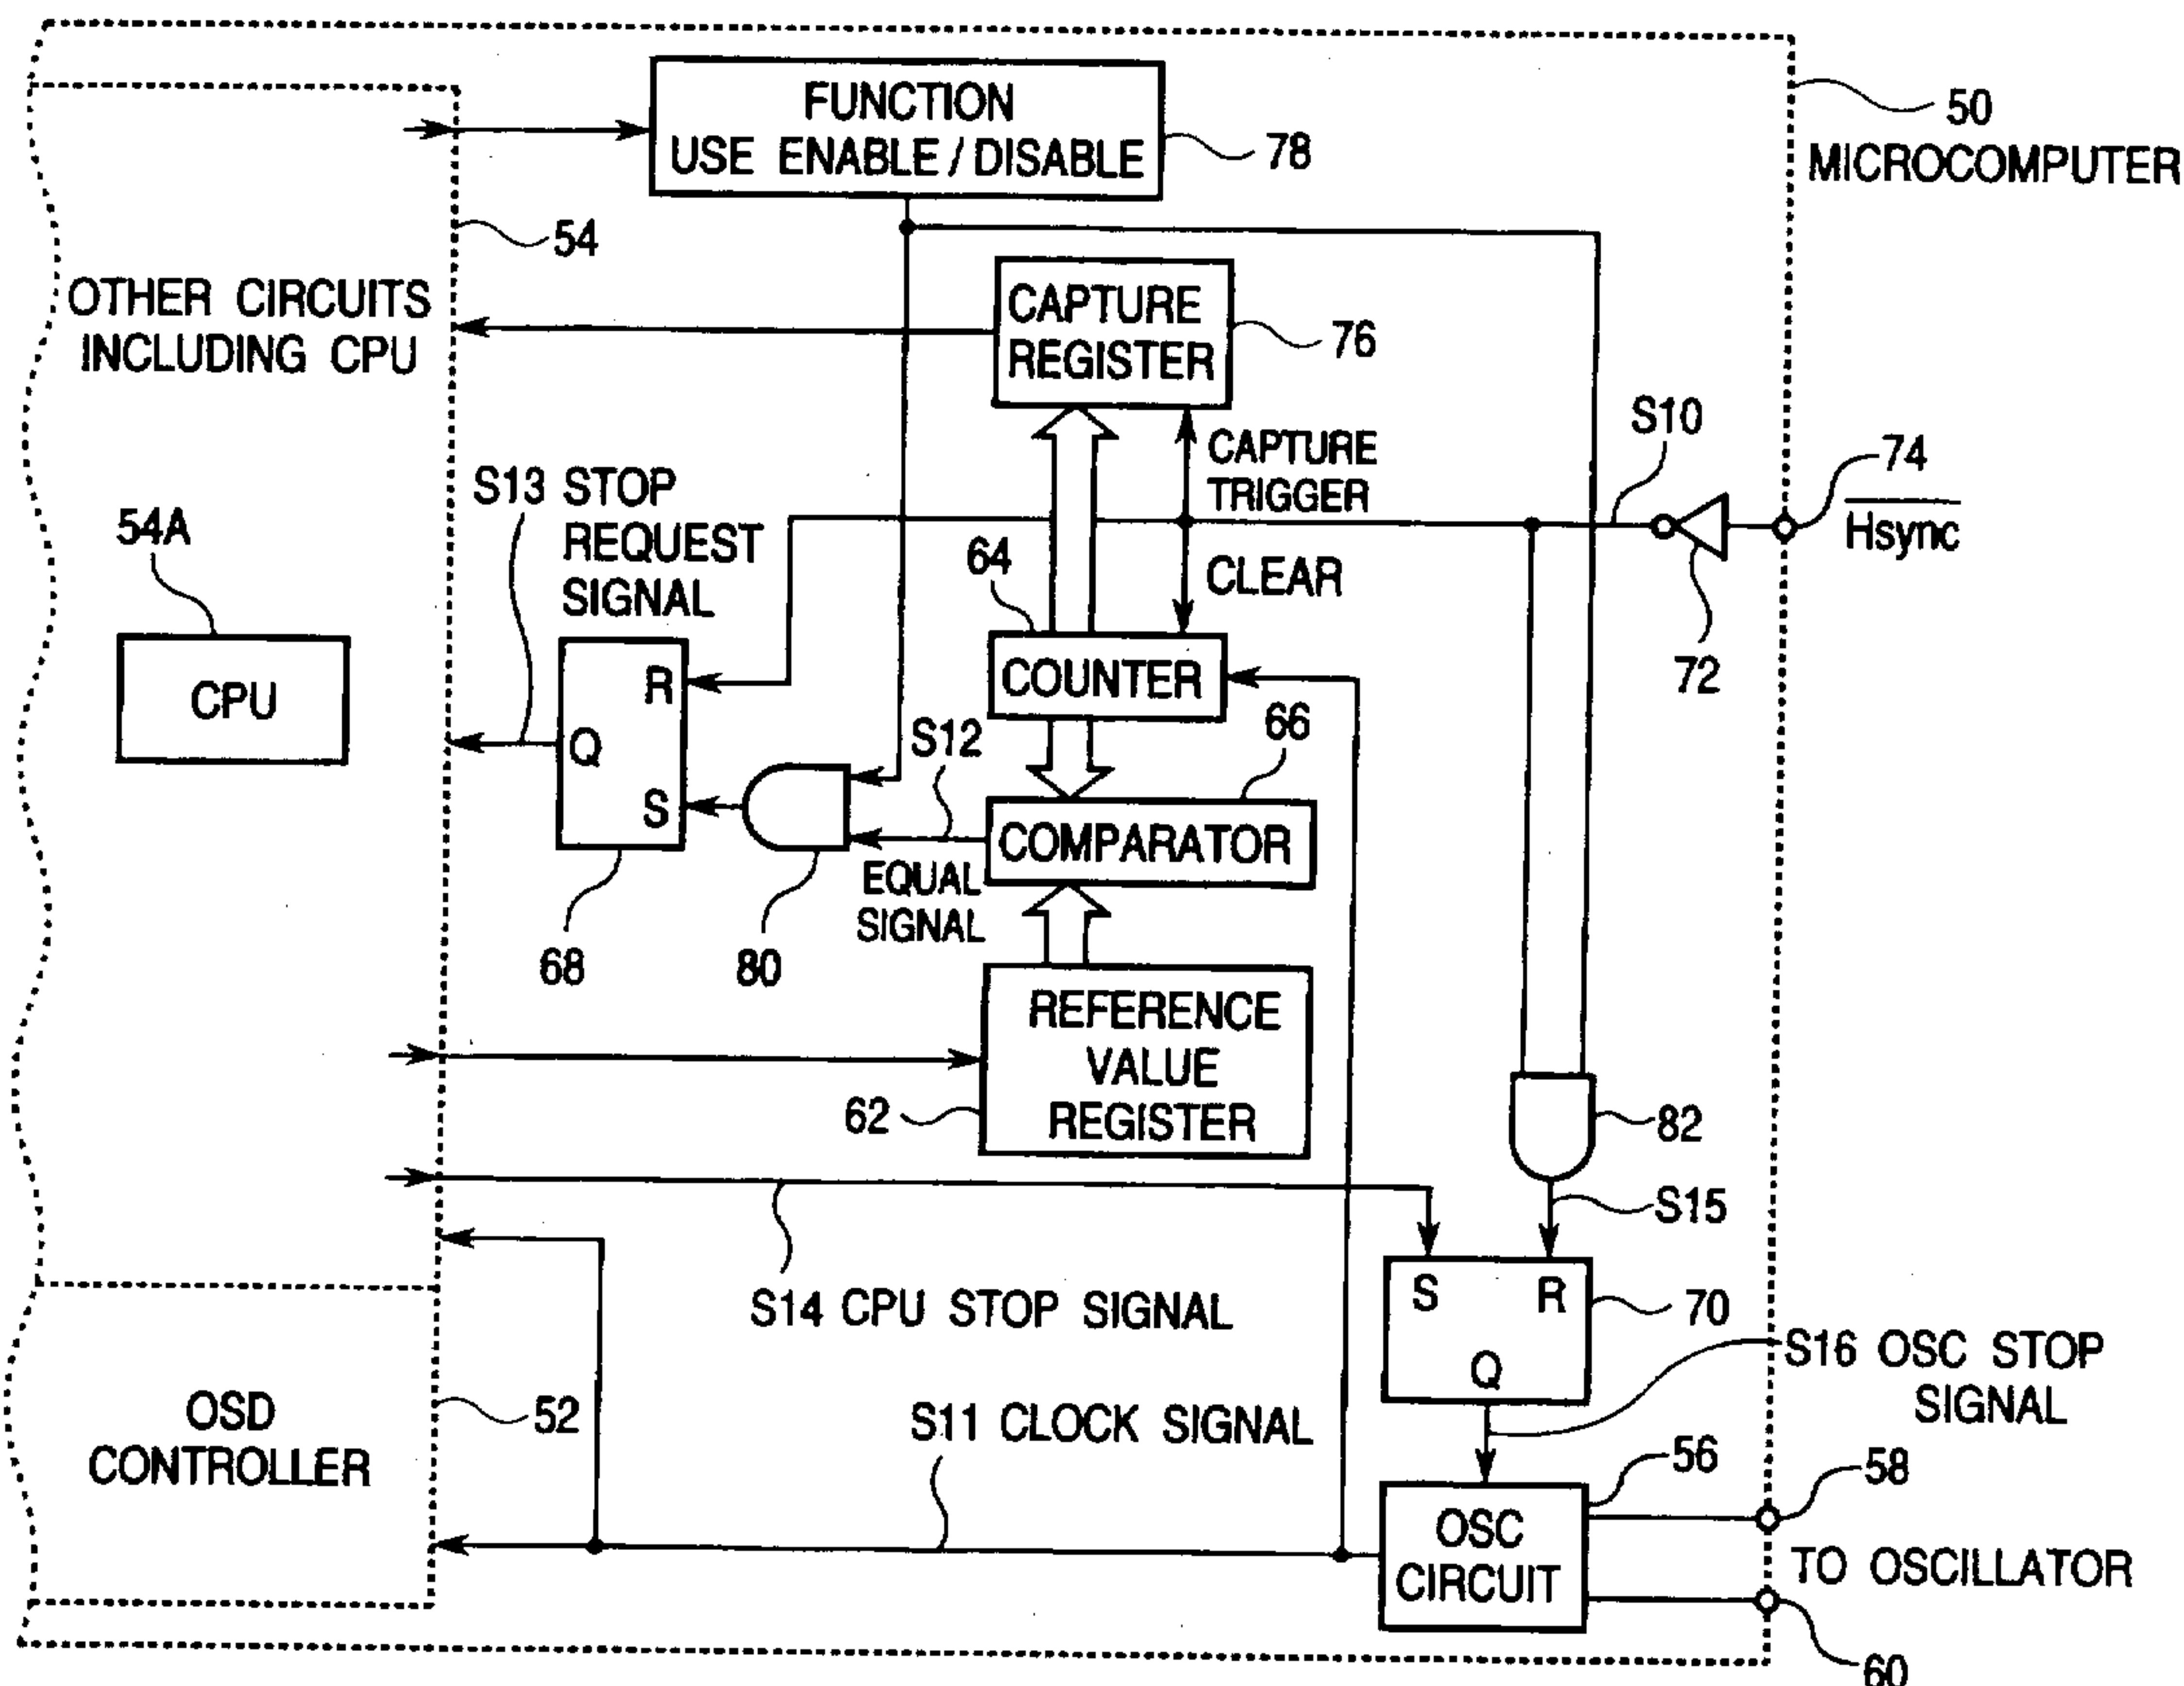 FUNCTION
USE ENABLE / DISABLE
78
50
MICROCOMPUTER
54
OTHER CIRCUITS
INCLUDING CPU
CAPTURE
REGISTER
76
S10
74
Hsync
72
CAPTURE
TRIGGER
CLEAR
S13 STOP
REQUEST
SIGNAL
54A
CPU
64
COUNTER
R
Q
S
68
80
S12
66
COMPARATOR
EQUAL
SIGNAL
REFERENCE
VALUE
REGISTER
62
82
S15
S14 CPU STOP SIGNAL
S
R
Q
70
S16 OSC STOP
SIGNAL
OSD
CONTROLLER
52
S11 CLOCK SIGNAL
56
OSC
CIRCUIT
58
TO OSCILLATOR
60